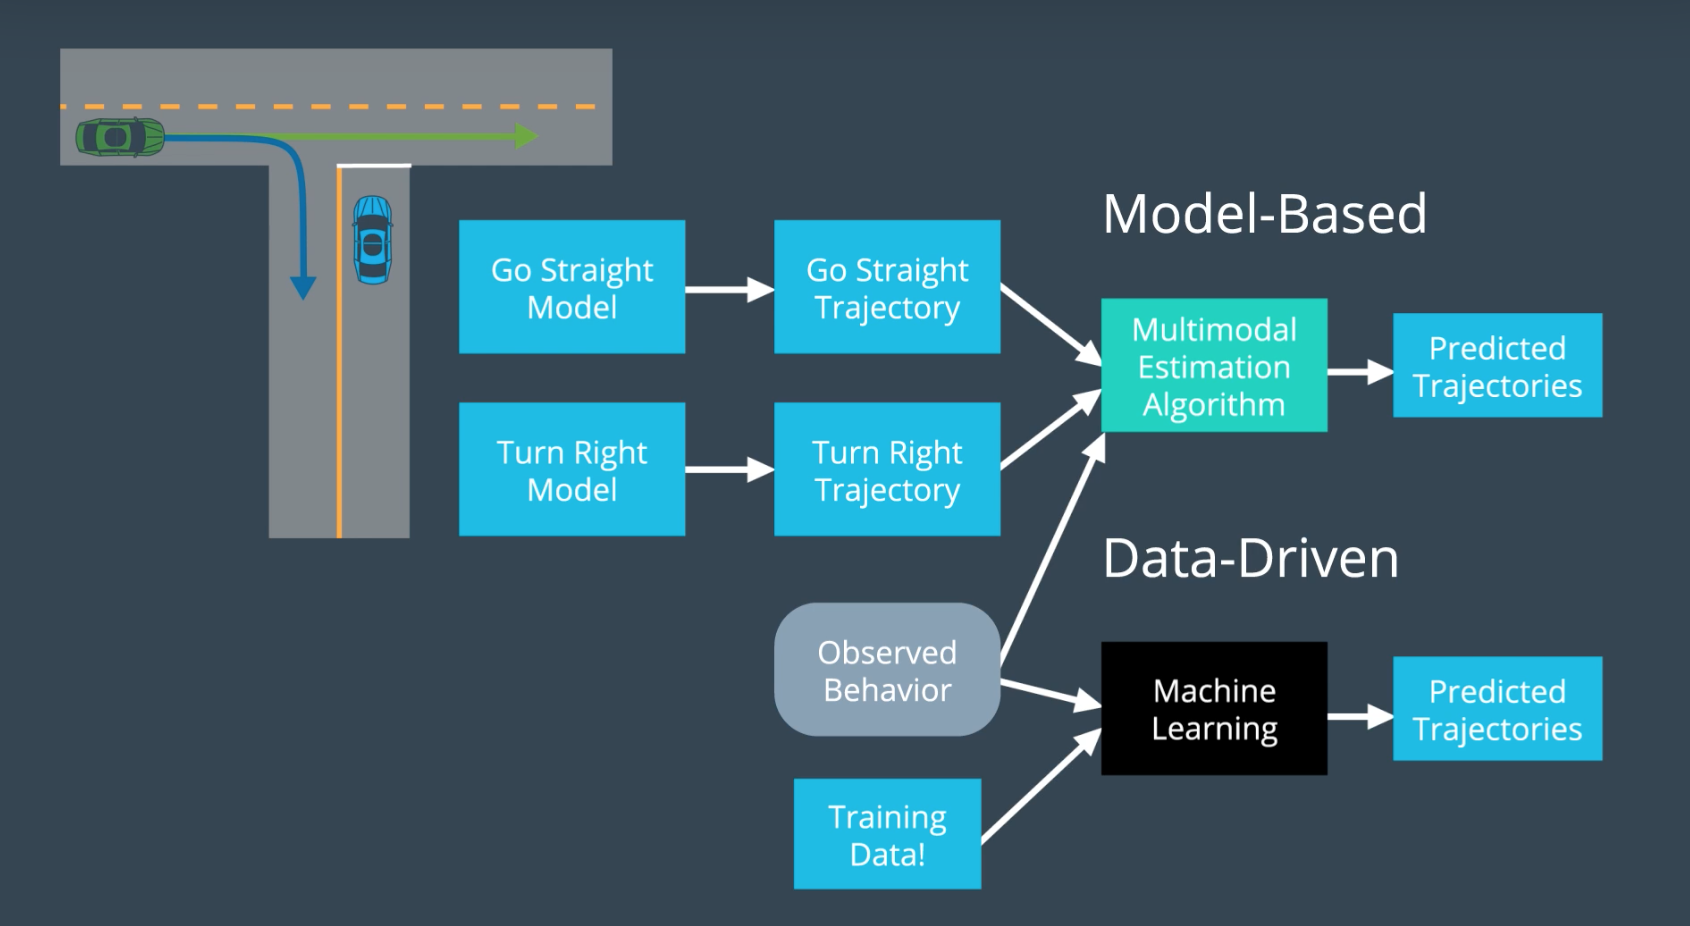 Model-Based
Go Straight
Model
Go Straight
Trajectory
Multimodal
Estimation
Algorithm
Predicted
Trajectories
Turn Right
Model
Turn Right
Trajectory
Data-Driven
Observed
Behavior
Machine
Learning
Predicted
Trajectories
Training
Data!